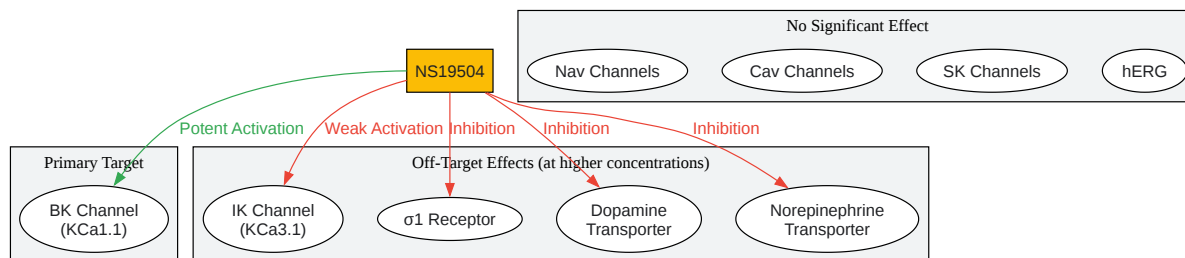 No Significant Effect
NS19504
Nav Channels
Cav Channels
SK Channels
hERG
Potent Activation
Weak Activation
Inhibition
Inhibition
Inhibition
Primary Target
Off-Target Effects (at higher concentrations)
BK Channel
(KCa1.1)
IK Channel
(KCa3.1)
σ1 Receptor
Dopamine
Transporter
Norepinephrine
Transporter